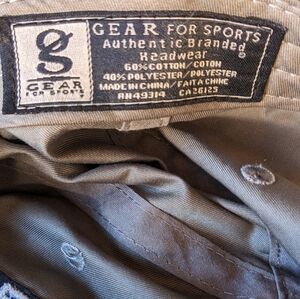 g
GEAR
FOR SPORTS
GEAR FOR SPORTS
Authentic Branded
Headwear
60%COTTON/COTON
40%POLYESTER/POLYESTER
MADE IN CHINA/FAIT A CHINE
RN49314 CA26125